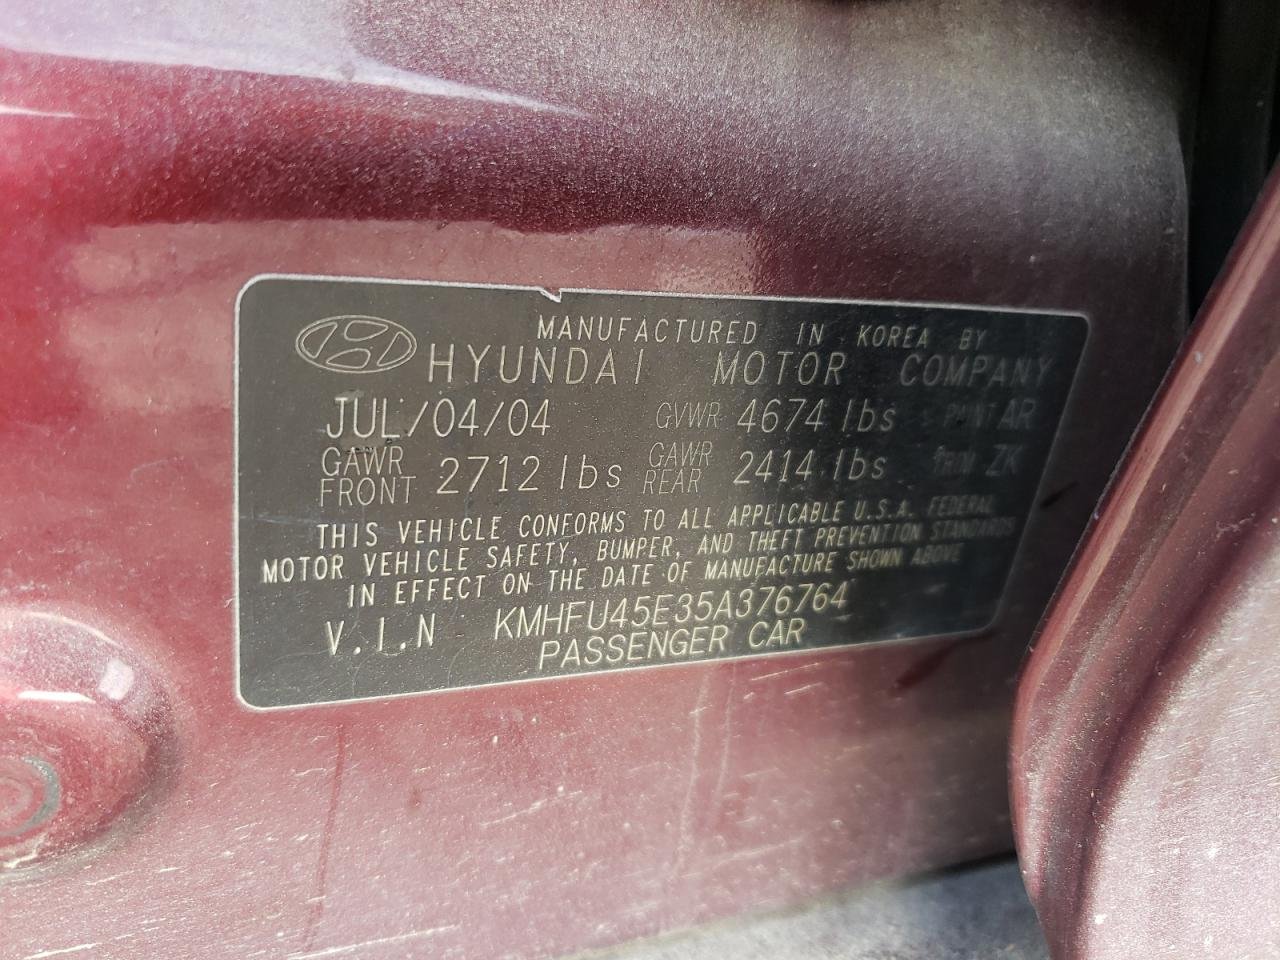 MANUFACTURED IN KOREA BY
HYUNDAI MOTOR COMPANY
JUL/04/04 GVWR 4674 lbs PAINT AR
GAWR FRONT 2712 lbs GAWR REAR 2414 lbs TRIM ZK
THIS VEHICLE CONFORMS TO ALL APPLICABLE U.S.A. FEDERAL
MOTOR VEHICLE SAFETY, BUMPER, AND THEFT PREVENTION STANDARDS
IN EFFECT ON THE DATE OF MANUFACTURE SHOWN ABOVE
V.I.N KMHFU45E35A376764
PASSENGER CAR